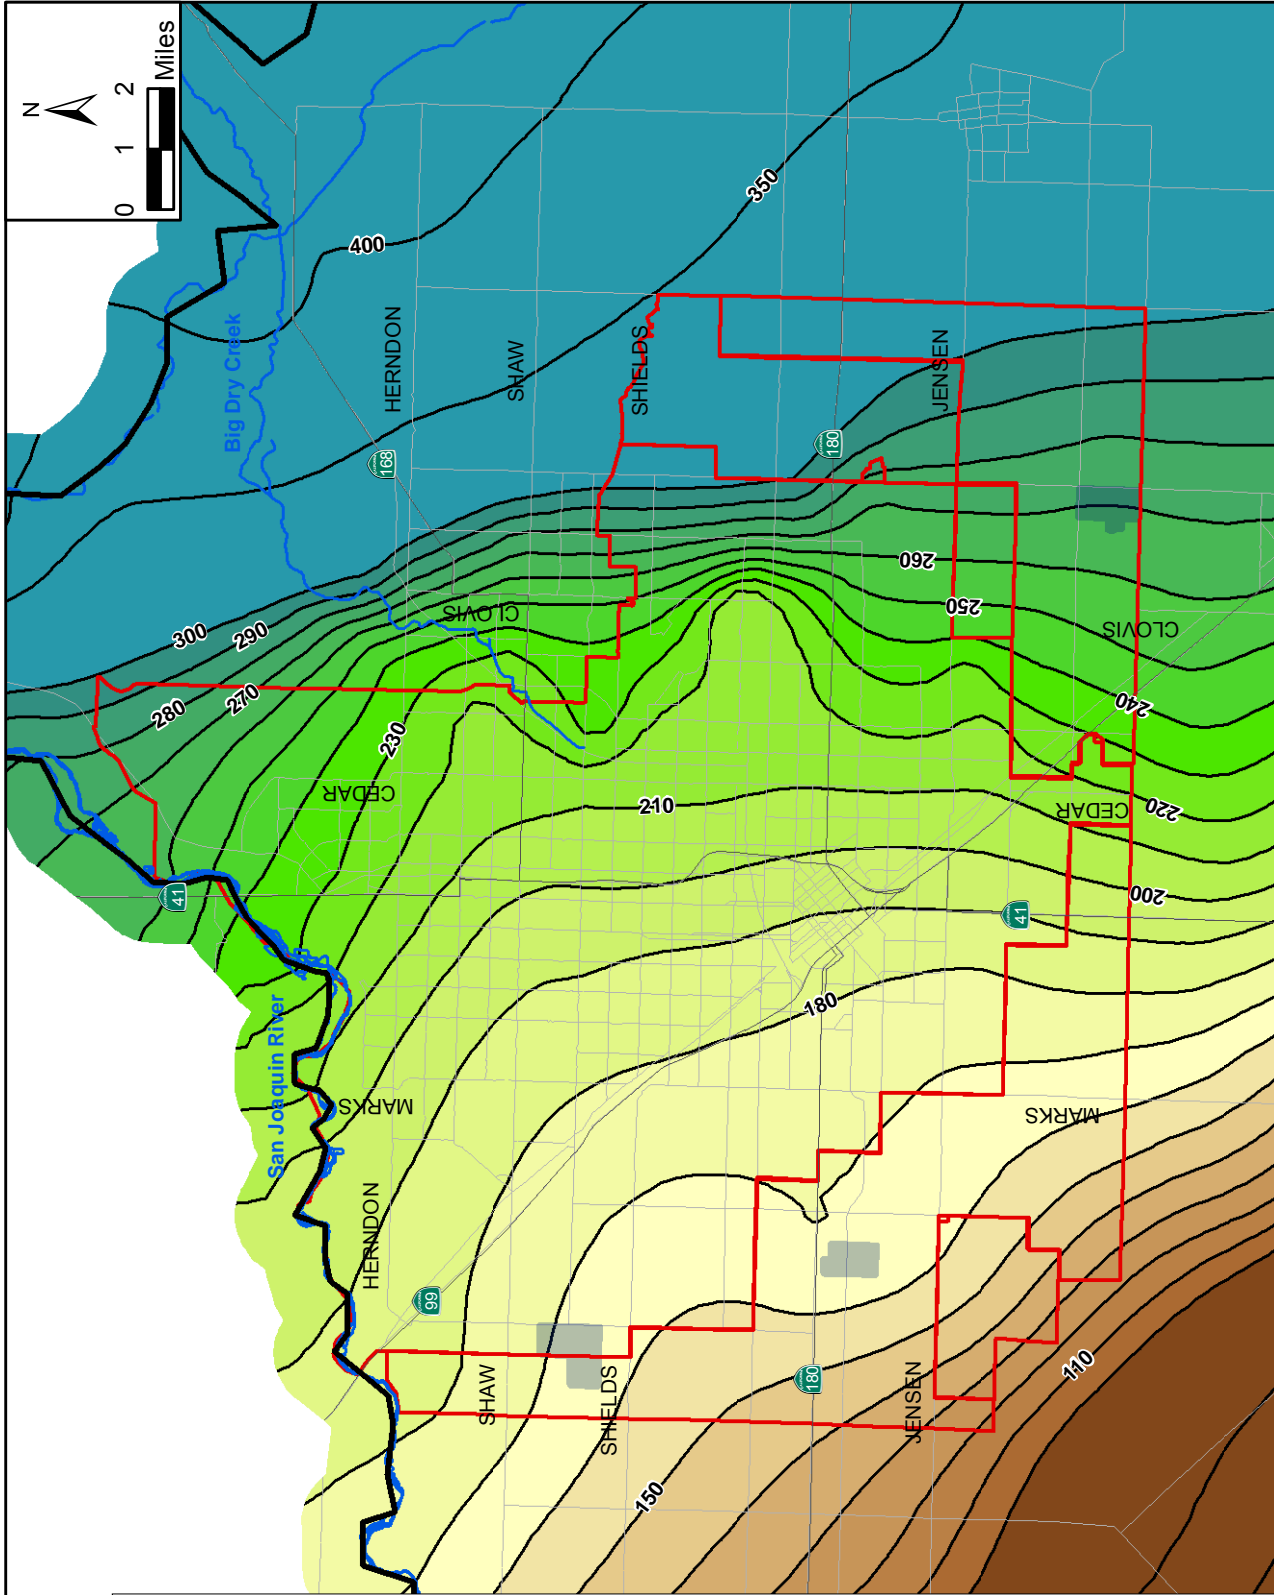 N
0 1 2
Miles
Big Dry Creek
400
350
HERNDON
SHAW
SHIELDS
JENSEN
168
180
300
290
280
270
260
250
240
230
220
210
200
180
CLOVIS
CLOVIS
CEDAR
CEDAR
41
41
San Joaquin River
MARKS
MARKS
HERNDON
99
SHAW
SHIELDS
180
JENSEN
150
110